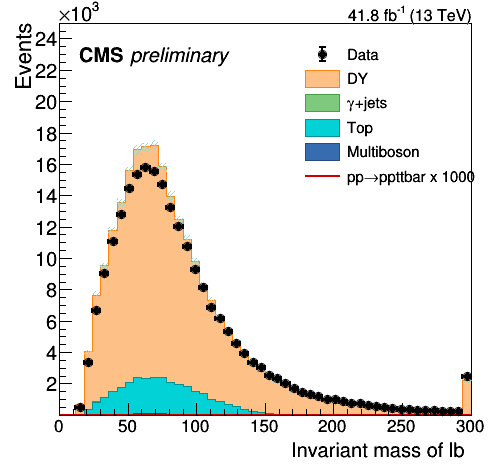 ×10³
41.8 fb⁻¹ (13 TeV)
Events
CMS preliminary
Data
DY
γ+jets
Top
Multiboson
pp→ppttbar x 1000
24
22
20
18
16
14
12
10
8
6
4
2
0 50 100 150 200 250 300
Invariant mass of lb